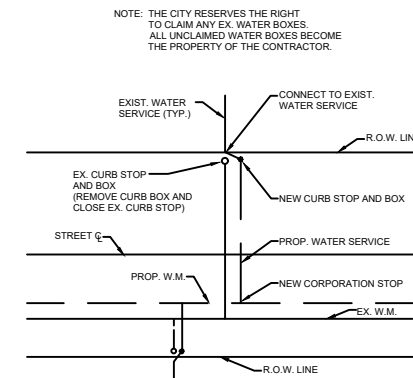 NOTE: THE CITY RESERVES THE RIGHT
TO CLAIM ANY EX. WATER BOXES.
ALL UNCLAIMED WATER BOXES BECOME
THE PROPERTY OF THE CONTRACTOR.
EXIST. WATER
SERVICE (TYP.)
CONNECT TO EXIST.
WATER SERVICE
R.O.W. LIN
EX. CURB STOP
AND BOX
(REMOVE CURB BOX AND
CLOSE EX. CURB STOP)
NEW CURB STOP AND BOX
STREET ℄
PROP. WATER SERVICE
PROP. W.M.
NEW CORPORATION STOP
EX. W.M.
R.O.W. LINE